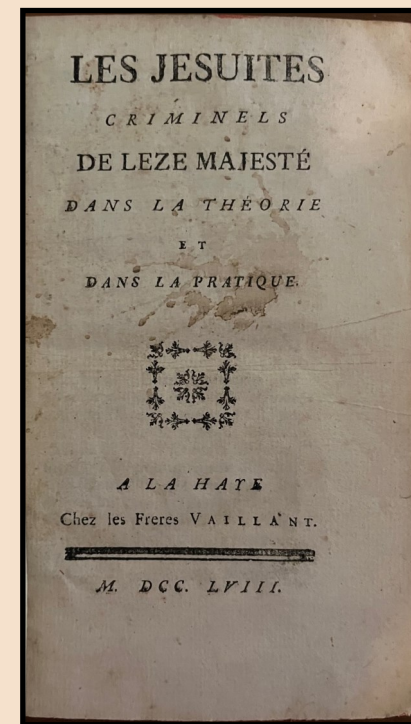 LES JESUITES
CRIMINELS
DE LEZE MAJESTÉ
DANS LA THÉORIE
ET
DANS LA PRATIQUE.
A LA HAYE
Chez les Freres VAILLANT.
M. DCC. LVIII.